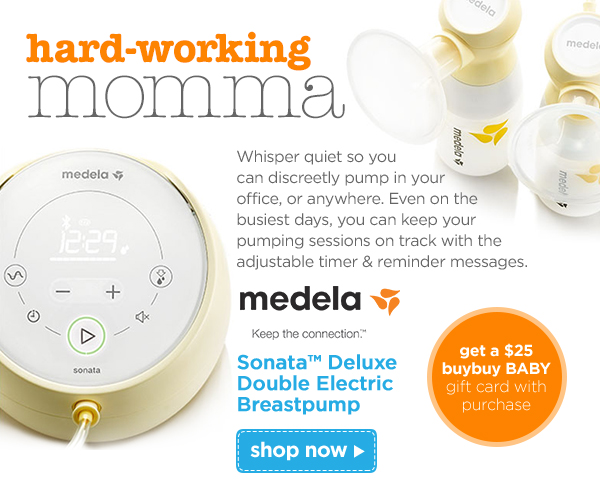 hard-working
momma
medela
Whisper quiet so you
can discreetly pump in your
office, or anywhere. Even on the
busiest days, you can keep your
pumping sessions on track with the
adjustable timer & reminder messages.
medela
medela
medela
12:29
sonata
medela
Keep the connection.™
Sonata™ Deluxe
Double Electric
Breastpump
shop now
get a $25
buybuy BABY
gift card with
purchase